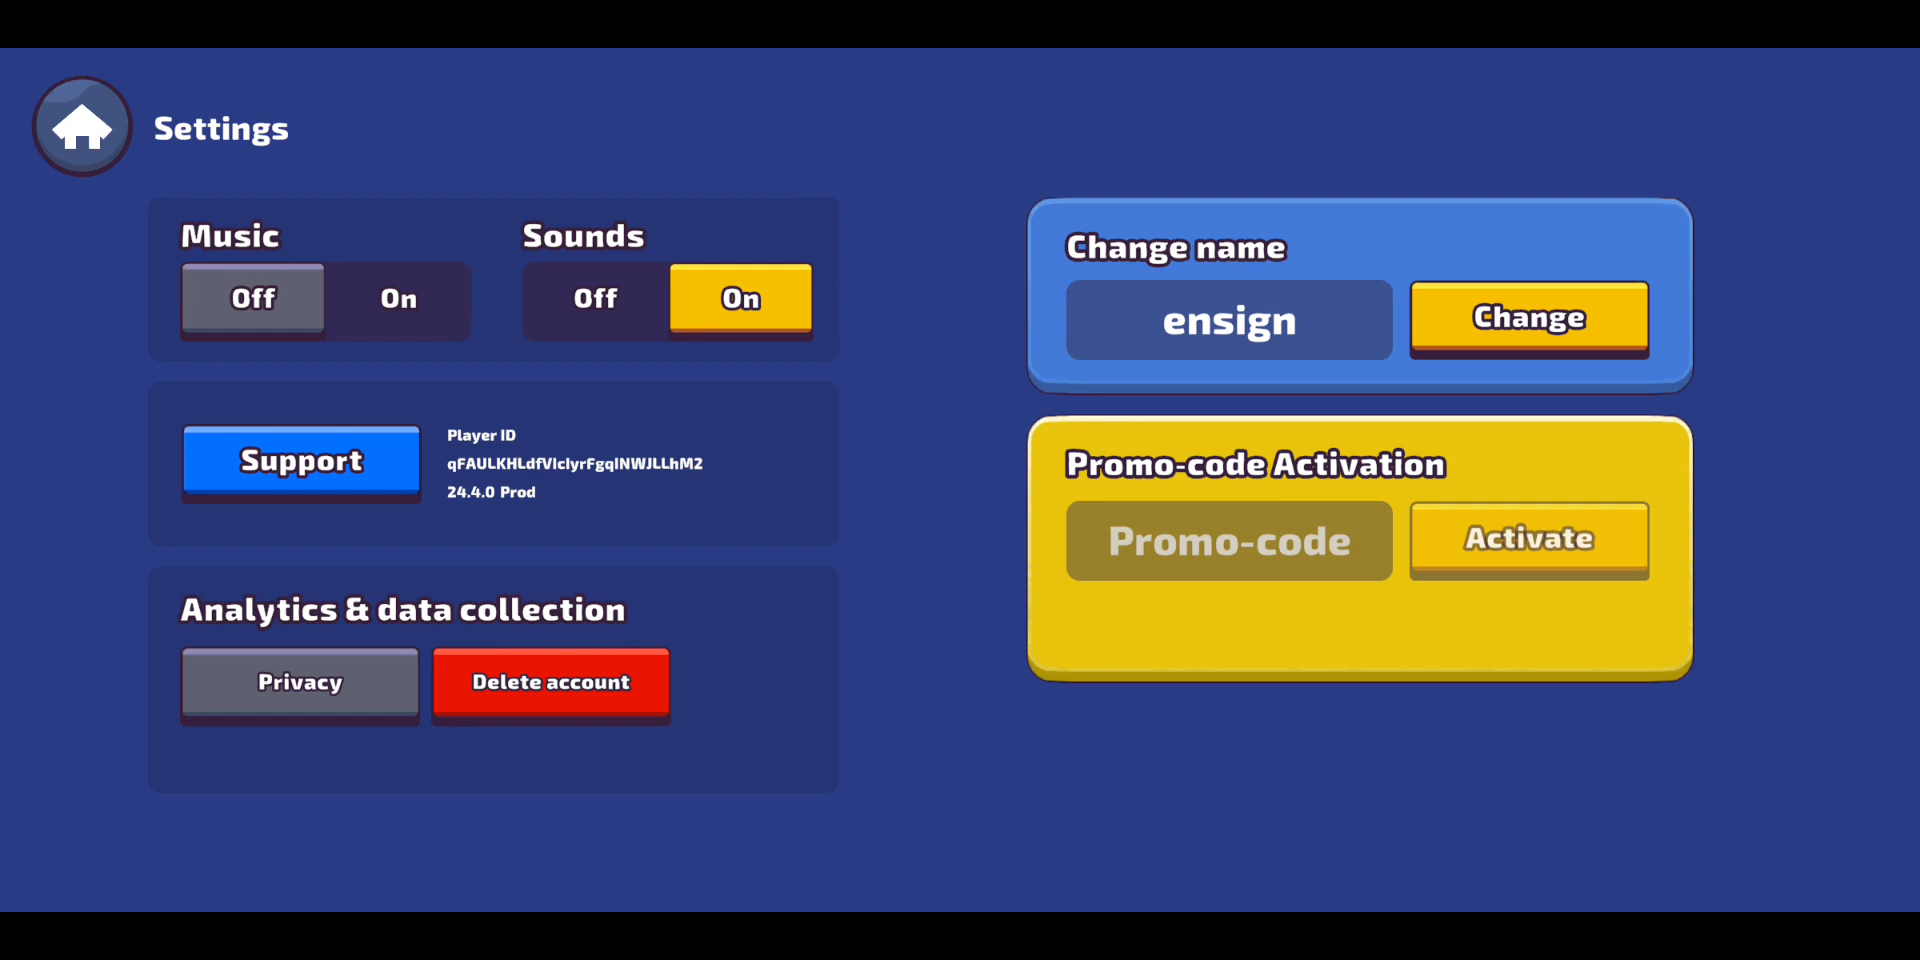 Settings
Music
Sounds
Off
On
Off
On
Support
Player ID
qFAULKHLdfVIcIyrFgqINWJLLhM2
24.4.0 Prod
Analytics & data collection
Privacy
Delete account
Change name
ensign
Change
Promo-code Activation
Promo-code
Activate